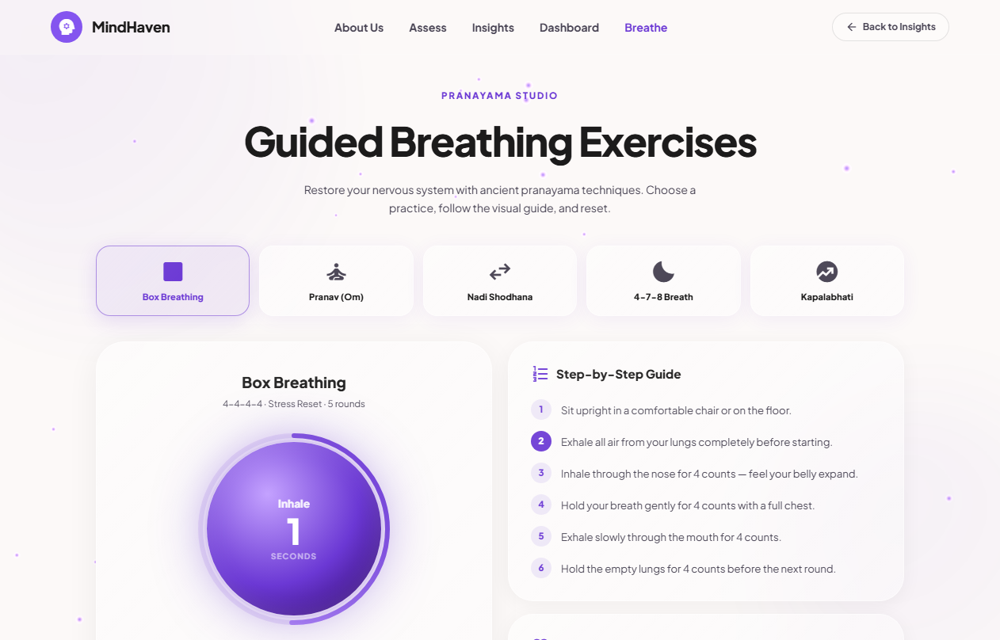 MindHaven
About Us
Assess
Insights
Dashboard
Breathe
Back to Insights
PRANAYAMA STUDIO
Guided Breathing Exercises
Restore your nervous system with ancient pranayama techniques. Choose a
practice, follow the visual guide, and reset.
Box Breathing
Pranav (Om)
Nadi Shodhana
4-7-8 Breath
Kapalabhati
Box Breathing
4-4-4-4 · Stress Reset · 5 rounds
Inhale
1
SECONDS
Step-by-Step Guide
1 Sit upright in a comfortable chair or on the floor.
2 Exhale all air from your lungs completely before starting.
3 Inhale through the nose for 4 counts — feel your belly expand.
4 Hold your breath gently for 4 counts with a full chest.
5 Exhale slowly through the mouth for 4 counts.
6 Hold the empty lungs for 4 counts before the next round.